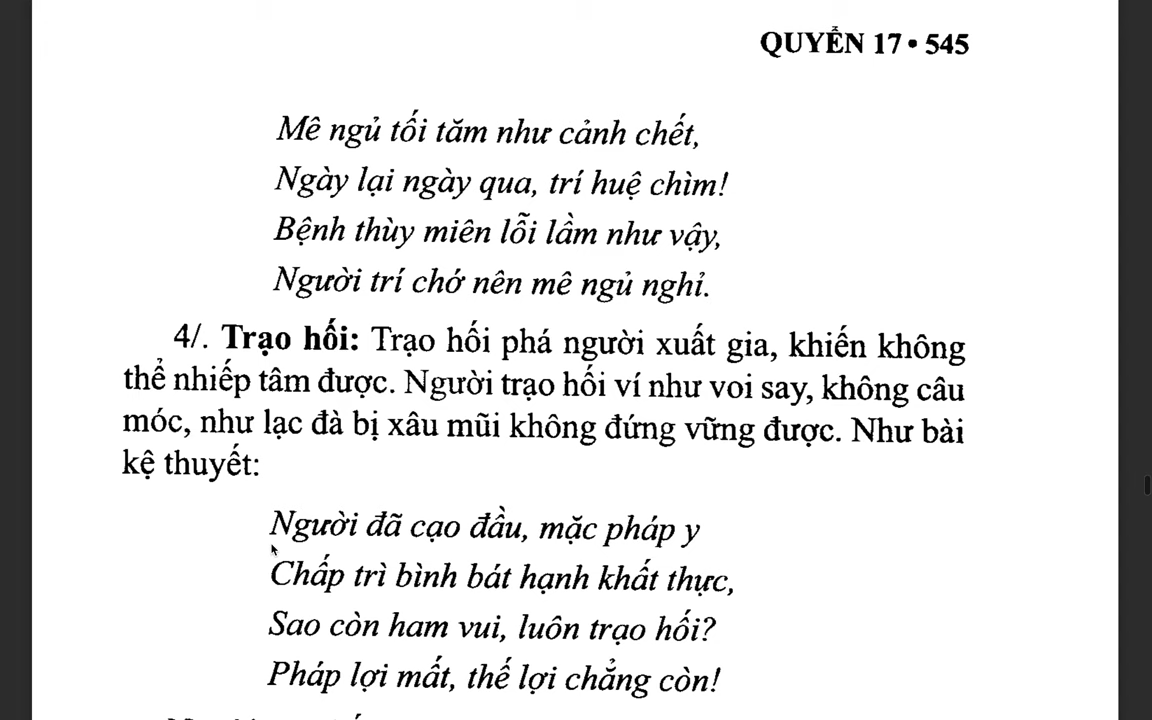 QUYỂN 17 • 545
Mê ngủ tối tăm như cảnh chết,
Ngày lại ngày qua, trí huệ chìm!
Bệnh thùy miên lỗi lầm như vậy,
Người trí chớ nên mê ngủ nghỉ.
4/. Trạo hối: Trạo hối phá người xuất gia, khiến không
thể nhiếp tâm được. Người trạo hối ví như voi say, không câu
móc, như lạc đà bị xâu mũi không đứng vững được. Như bài
kệ thuyết:
Người đã cạo đầu, mặc pháp y
Chấp trì bình bát hạnh khất thực,
Sao còn ham vui, luôn trạo hối?
Pháp lợi mất, thế lợi chẳng còn!